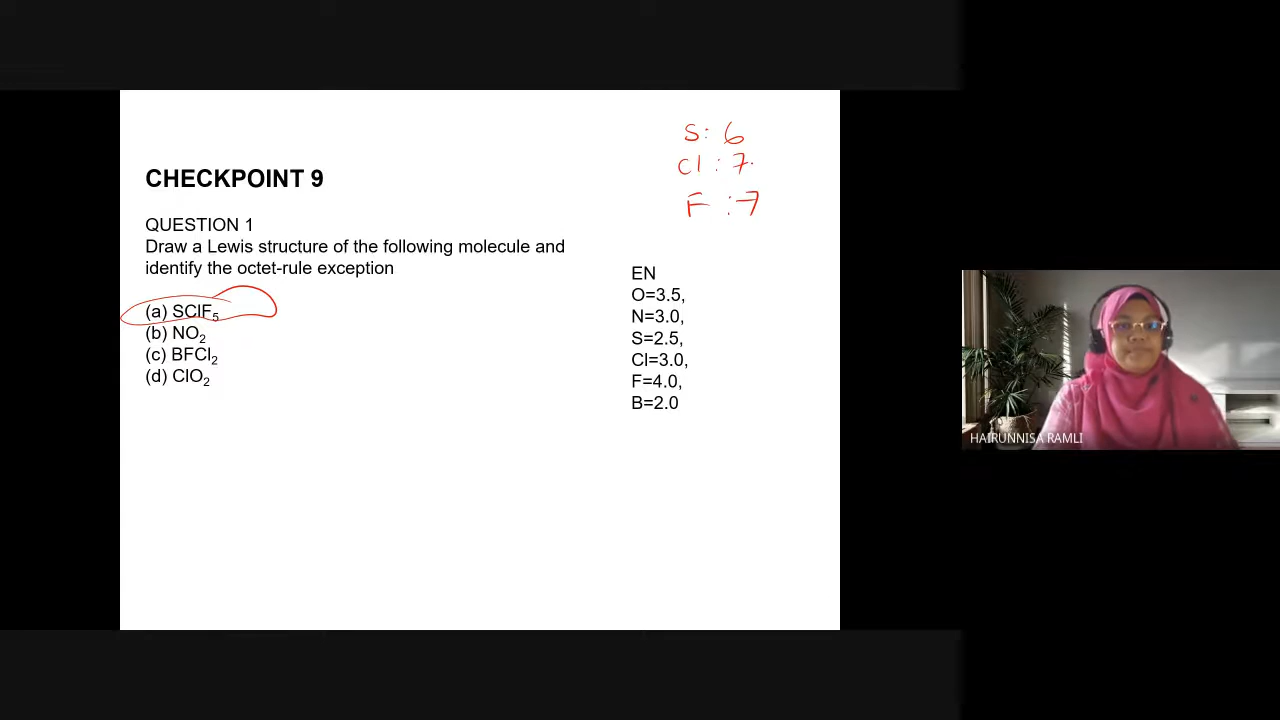 S: 6
Cl: 7
F: 7
CHECKPOINT 9
QUESTION 1
Draw a Lewis structure of the following molecule and
identify the octet-rule exception
(a) SClF5
(b) NO2
(c) BFCl2
(d) ClO2
EN
O=3.5,
N=3.0,
S=2.5,
Cl=3.0,
F=4.0,
B=2.0
HAIRUNNISA RAMLI